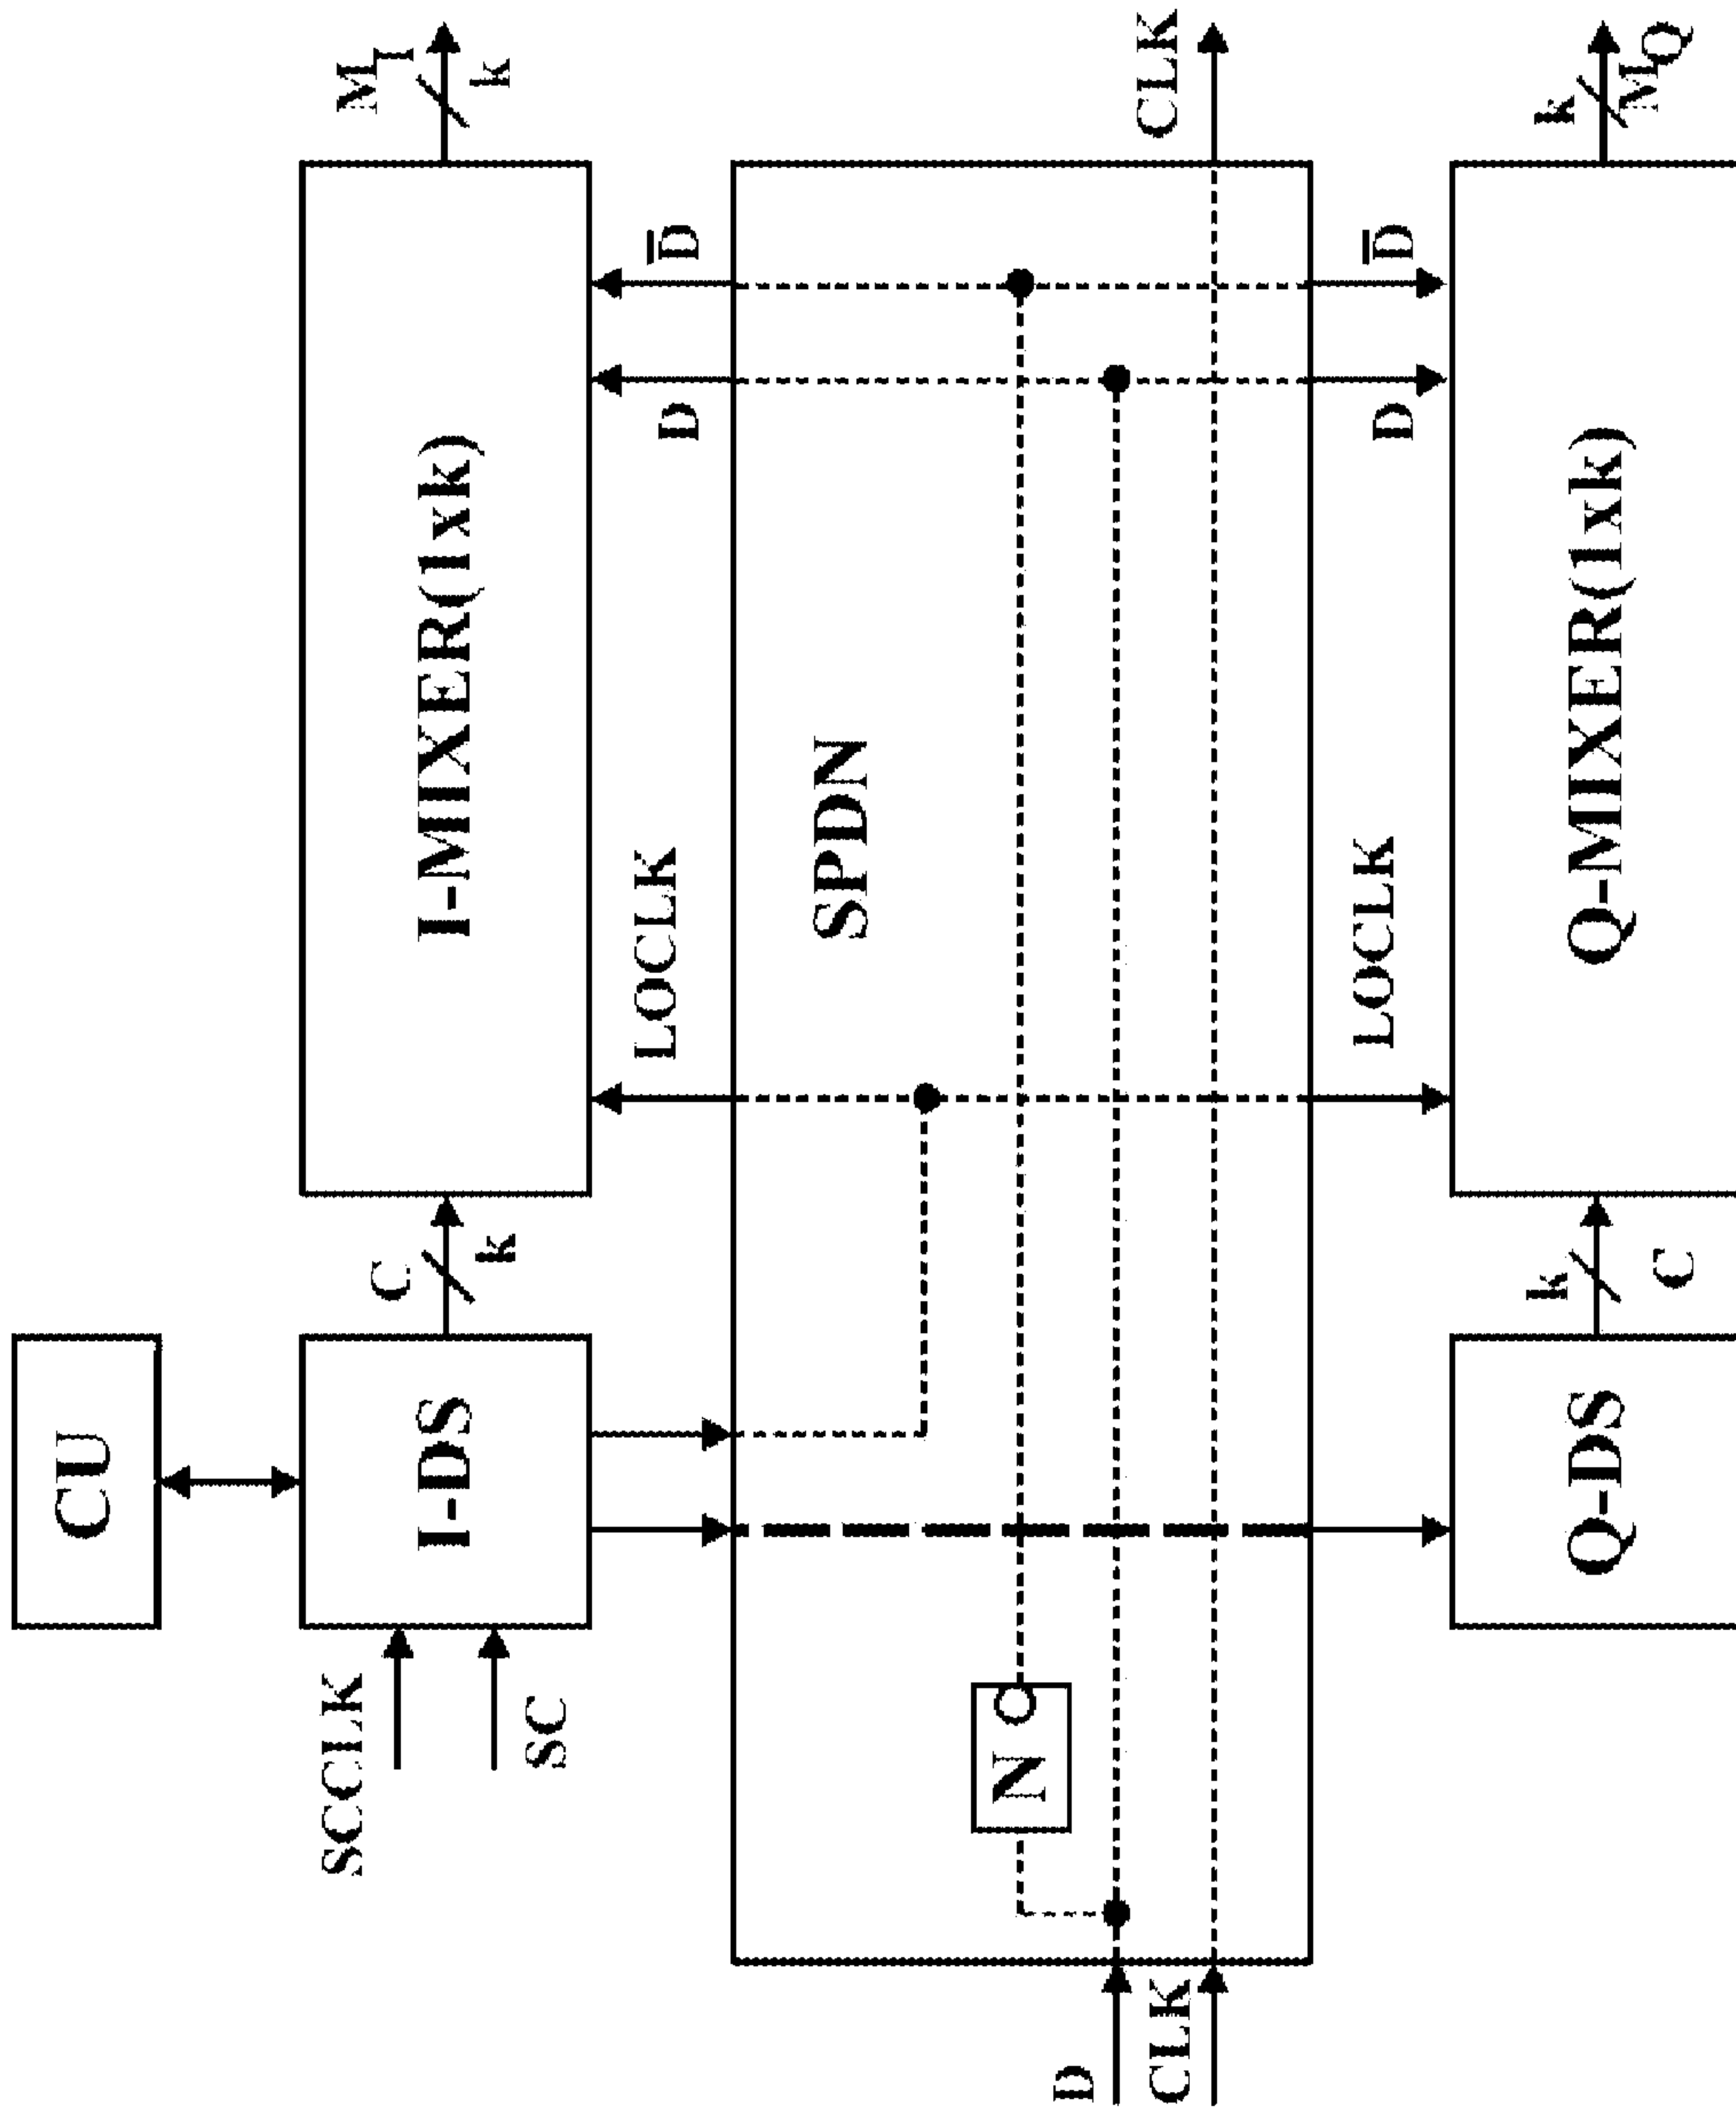 CU
SCCLK
SC
I-DS
C
k
I-MIXER(1xk)
M_I
k
LOCLK
D
D̅
SPDN
N
D
CLK
CLK
LOCLK
D
D̅
Q-DS
k
C
Q-MIXER(1xk)
k
M_Q